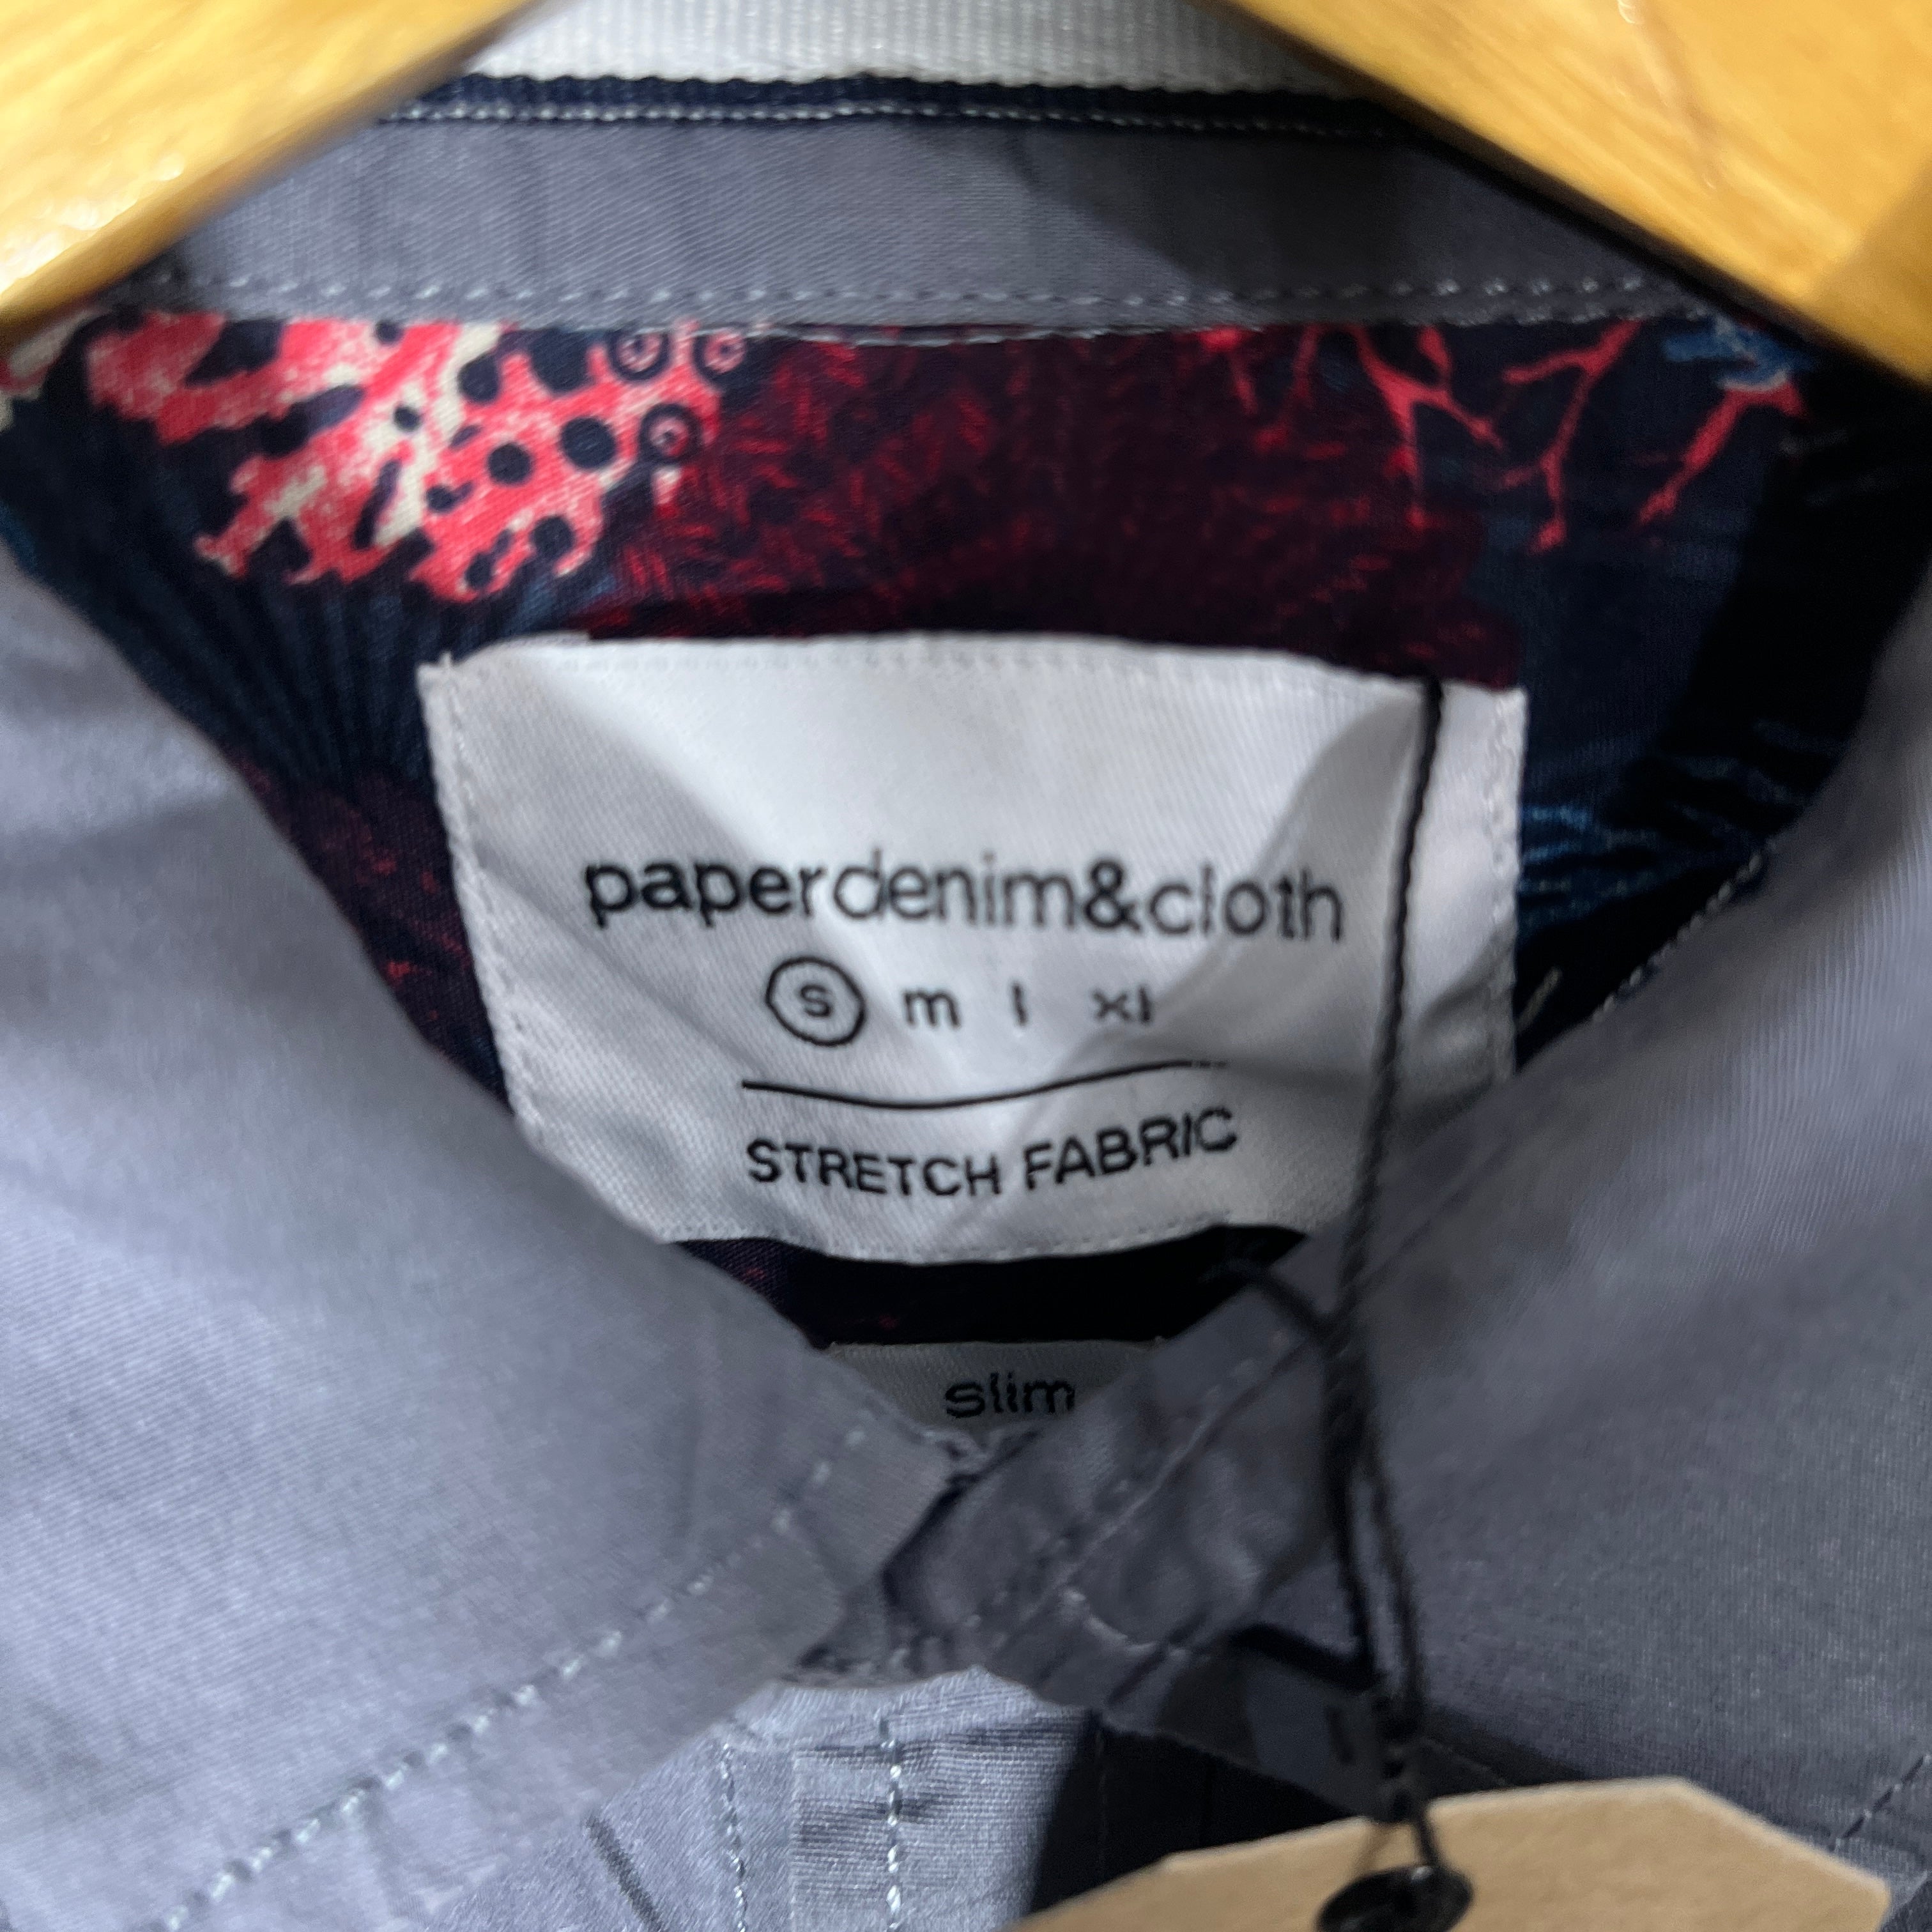 paperdenim&cloth
s m l xl
STRETCH FABRIC
slim